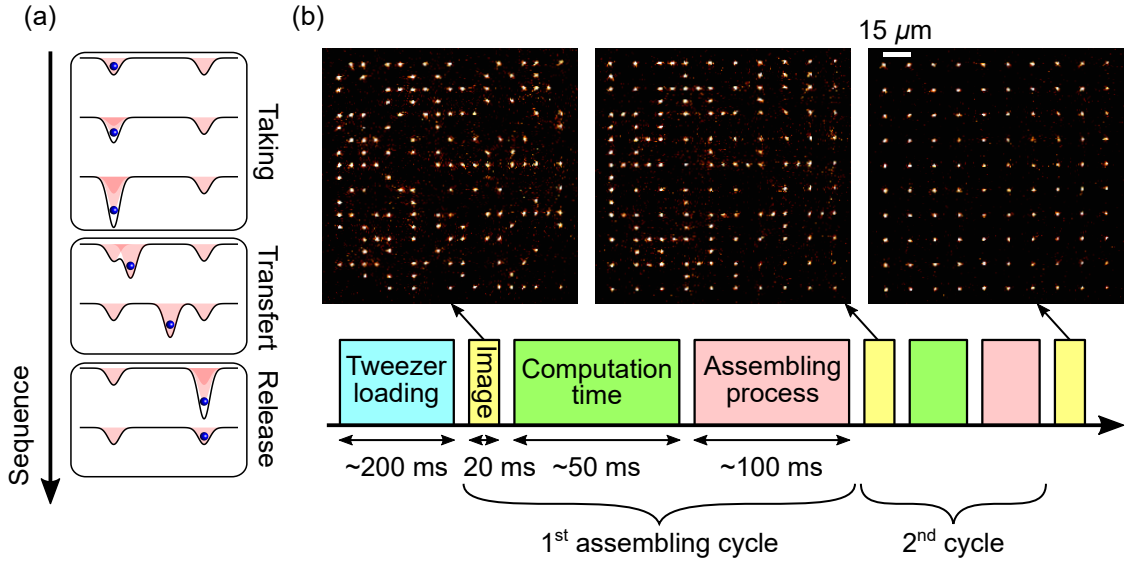 (a)
Sequence
Taking
Transfert
Release
(b)
15 µm
Tweezer
loading
Image
Computation
time
Assembling
process
~200 ms
20 ms
~50 ms
~100 ms
1st assembling cycle
2nd cycle